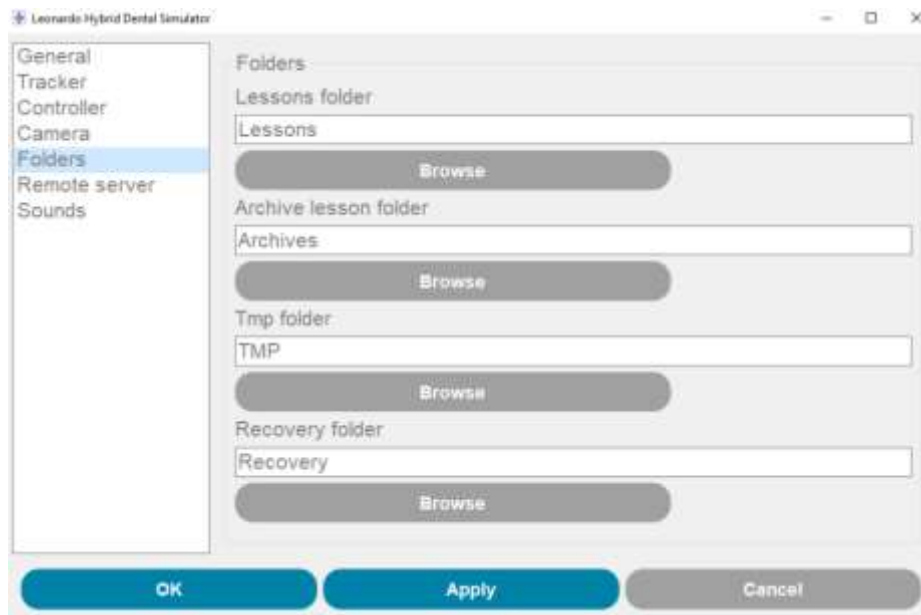 Leonardo Hybrid Dental Simulator
General
Tracker
Controller
Camera
Folders
Remote server
Sounds
Folders
Lessons folder
Lessons
Browse
Archive lesson folder
Archives
Browse
Tmp folder
TMP
Browse
Recovery folder
Recovery
Browse
OK
Apply
Cancel